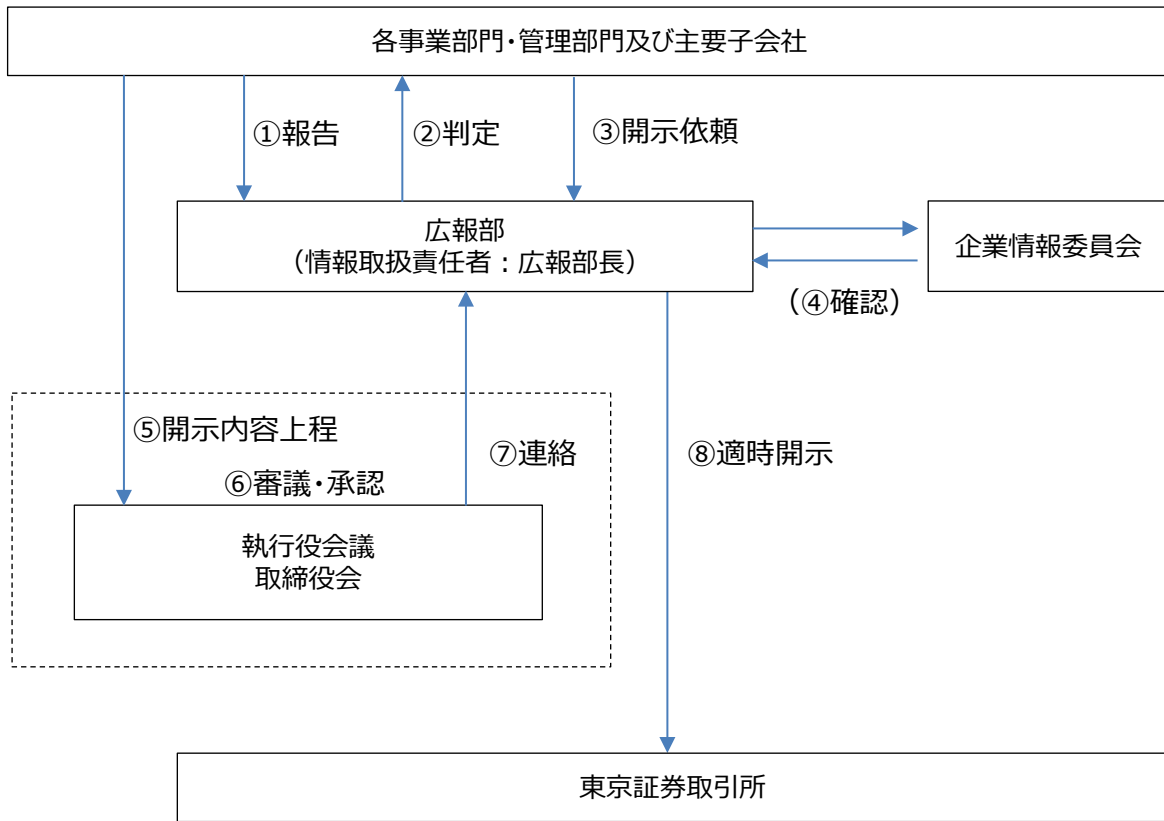 各事業部門・管理部門及び主要子会社
①報告
②判定
③開示依頼
広報部
（情報取扱責任者：広報部長）
企業情報委員会
（④確認）
⑤開示内容上程
⑥審議・承認
⑦連絡
⑧適時開示
執行役会議
取締役会
東京証券取引所